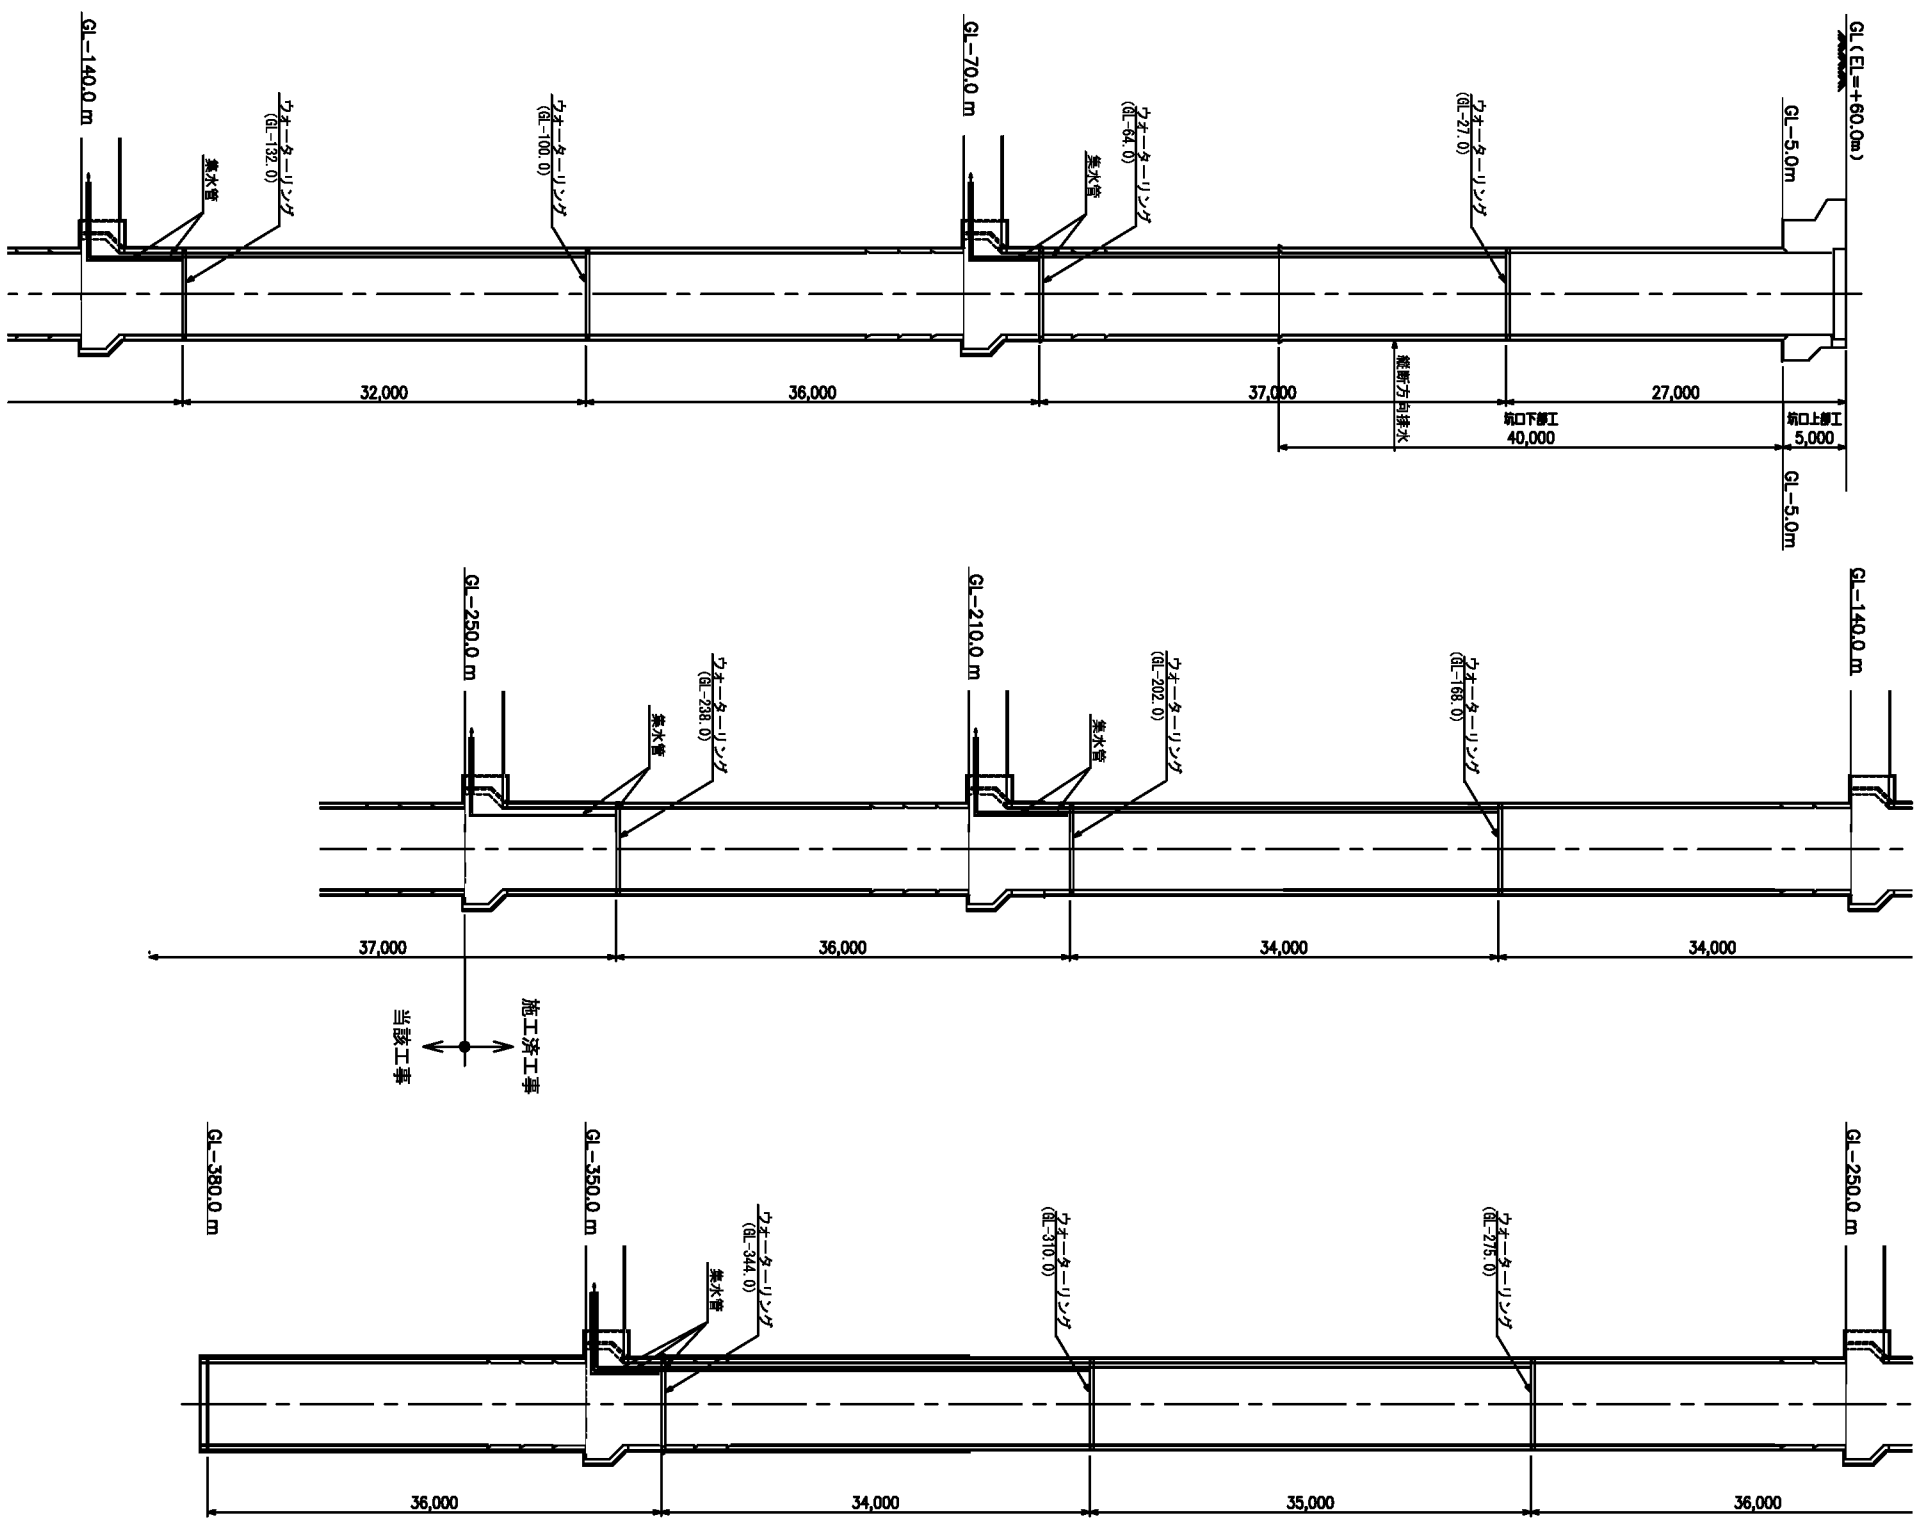 GL(EL=+60.0m)
GL-5.0m
ウォーターリング
(GL-27.0)
ウォーターリング
(GL-64.0)
集水管
GL-70.0 m
ウォーターリング
(GL-100.0)
ウォーターリング
(GL-132.0)
集水管
GL-140.0 m
32,000
36,000
37,000
27,000
縦断方向排水
坑口下部工
40,000
坑口上部工
5,000
GL-5.0m
GL-140.0 m
ウォーターリング
(GL-168.0)
ウォーターリング
(GL-202.0)
集水管
GL-210.0 m
ウォーターリング
(GL-238.0)
集水管
GL-250.0 m
37,000
36,000
34,000
34,000
施工済工事
当該工事
GL-250.0 m
ウォーターリング
(GL-275.0)
ウォーターリング
(GL-310.0)
ウォーターリング
(GL-344.0)
集水管
GL-350.0 m
GL-380.0 m
36,000
34,000
35,000
36,000